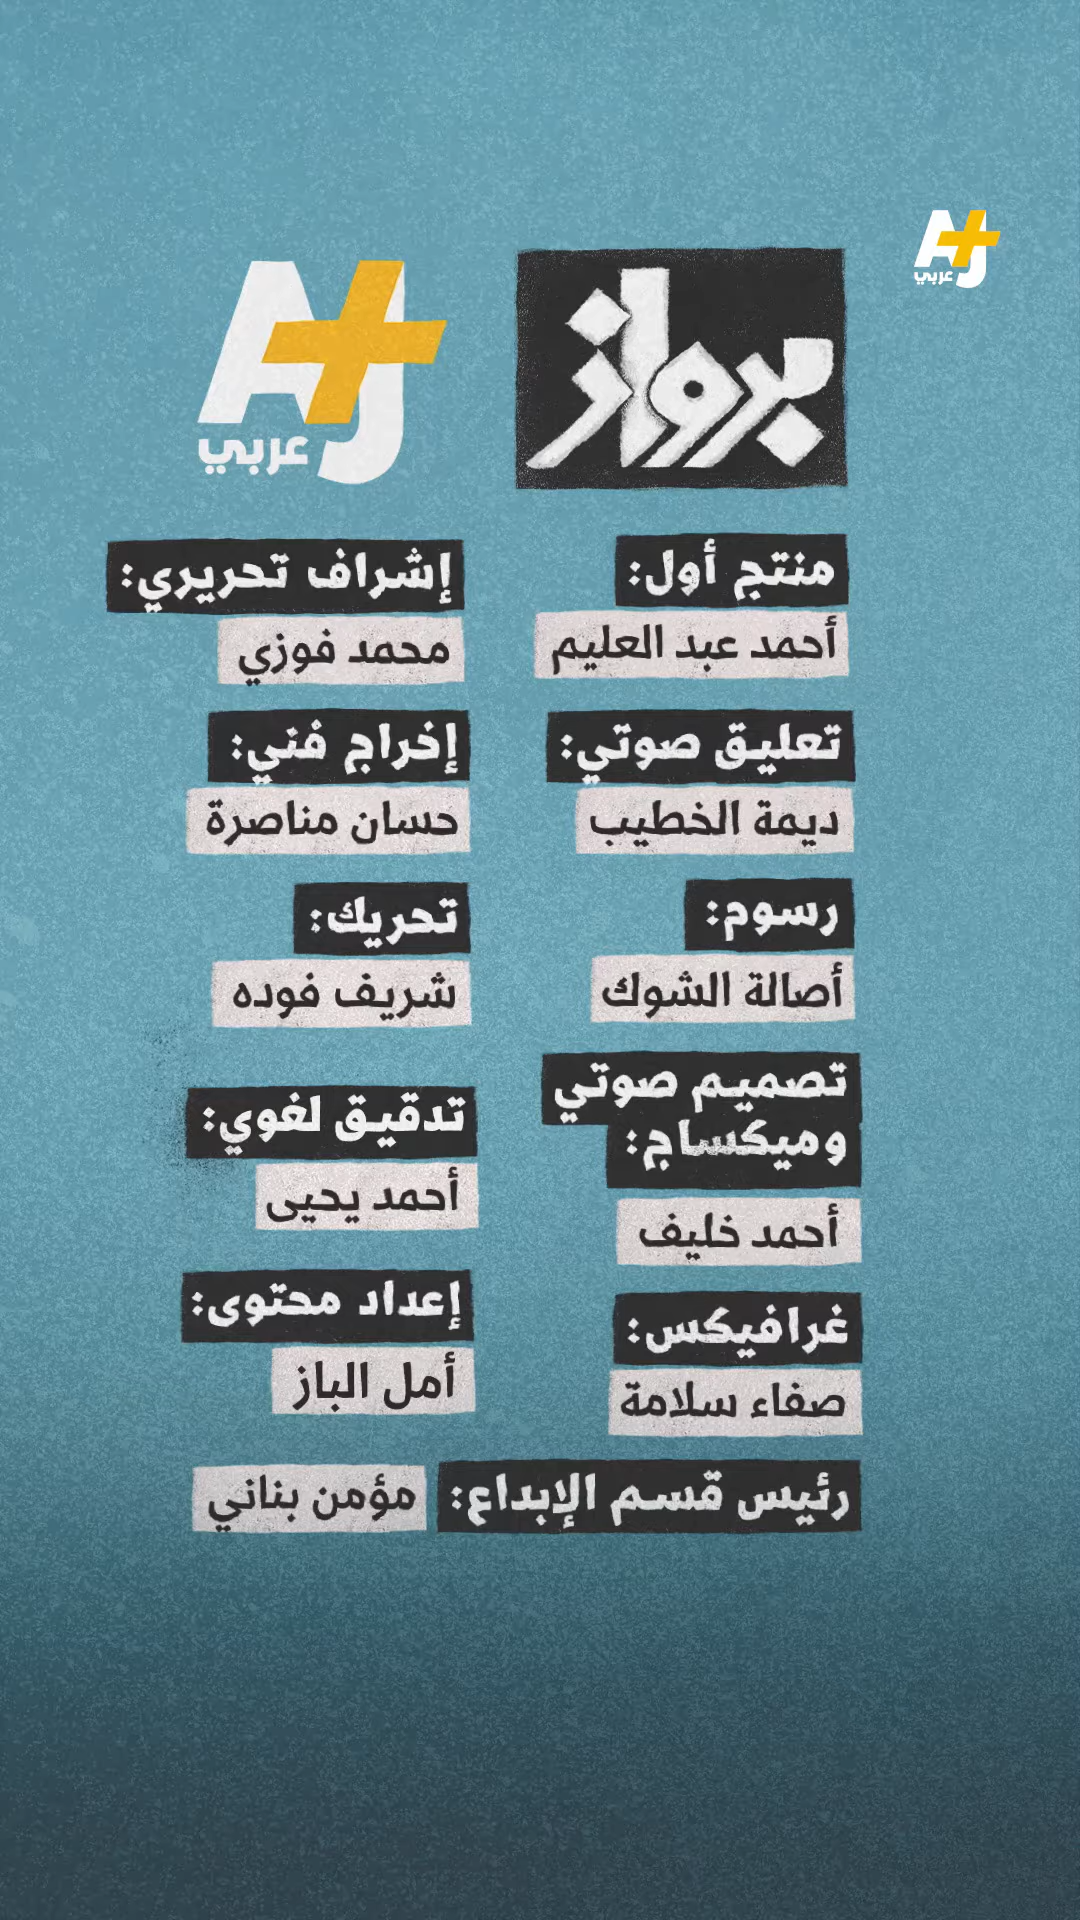 AJ+
عربي
برواز
AJ+
عربي
منتج أول:
أحمد عبد العليم
تعليق صوتي:
ديمة الخطيب
رسوم:
أصالة الشوك
تصميم صوتي
وميكساج:
أحمد خليف
غرافيكس:
صفاء سلامة
إشراف تحريري:
محمد فوزي
إخراج فني:
حسان مناصرة
تحريك:
شريف فوده
تدقيق لغوي:
أحمد يحيى
إعداد محتوى:
أمل الباز
رئيس قسم الإبداع: مؤمن بناني